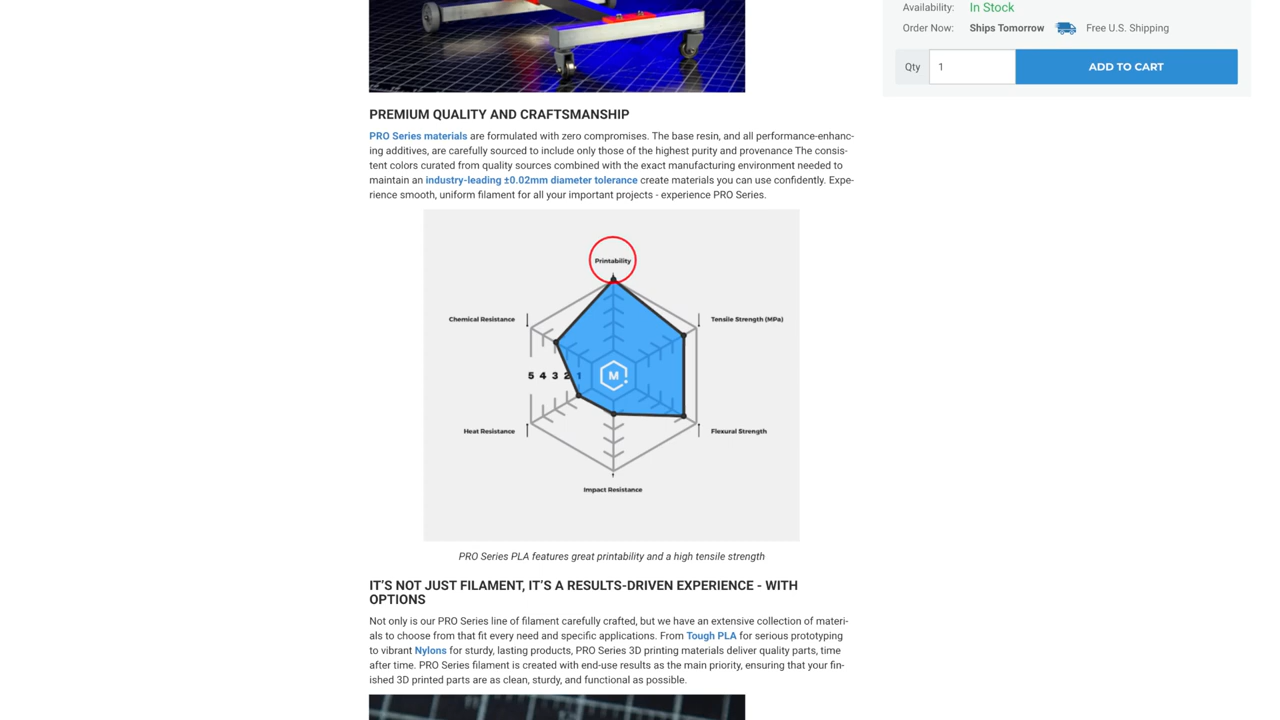 Availability: In Stock
Order Now: Ships Tomorrow Free U.S. Shipping
Qty 1 ADD TO CART
PREMIUM QUALITY AND CRAFTSMANSHIP
PRO Series materials are formulated with zero compromises. The base resin, and all performance-enhanc-
ing additives, are carefully sourced to include only those of the highest purity and provenance The consis-
tent colors curated from quality sources combined with the exact manufacturing environment needed to
maintain an industry-leading ±0.02mm diameter tolerance create materials you can use confidently. Expe-
rience smooth, uniform filament for all your important projects - experience PRO Series.
Printability
Chemical Resistance
Tensile Strength (MPa)
5 4 3 2 1
M!
Heat Resistance
Flexural Strength
Impact Resistance
PRO Series PLA features great printability and a high tensile strength
IT’S NOT JUST FILAMENT, IT’S A RESULTS-DRIVEN EXPERIENCE - WITH
OPTIONS
Not only is our PRO Series line of filament carefully crafted, but we have an extensive collection of materi-
als to choose from that fit every need and specific applications. From Tough PLA for serious prototyping
to vibrant Nylons for sturdy, lasting products, PRO Series 3D printing materials deliver quality parts, time
after time. PRO Series filament is created with end-use results as the main priority, ensuring that your fin-
ished 3D printed parts are as clean, sturdy, and functional as possible.